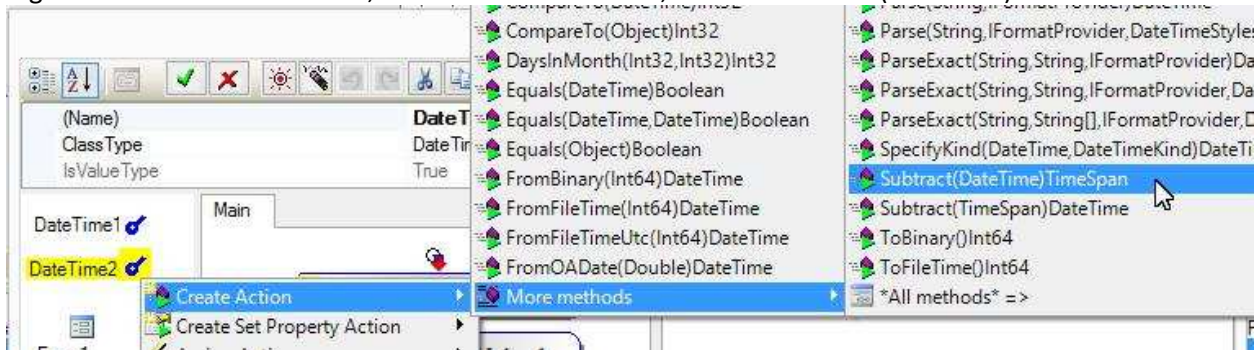 (Name)
DateT
ClassType
DateTin
IsValueType
True
DateTime1
DateTime2
Main
Create Action
Create Set Property Action
CompareTo(Object)Int32
DaysInMonth(Int32,Int32)Int32
Equals(DateTime)Boolean
Equals(DateTime,DateTime)Boolean
Equals(Object)Boolean
FromBinary(Int64)DateTime
FromFileTime(Int64)DateTime
FromFileTimeUtc(Int64)DateTime
FromOADate(Double)DateTime
More methods
Parse(String,IFormatProvider,DateTimeStyles
ParseExact(String,String,IFormatProvider)Da
ParseExact(String,String,IFormatProvider,Da
ParseExact(String,String[],IFormatProvider,D
SpecifyKind(DateTime,DateTimeKind)DateTi
Subtract(DateTime)TimeSpan
Subtract(TimeSpan)DateTime
ToBinary()Int64
ToFileTime()Int64
*All methods* =>